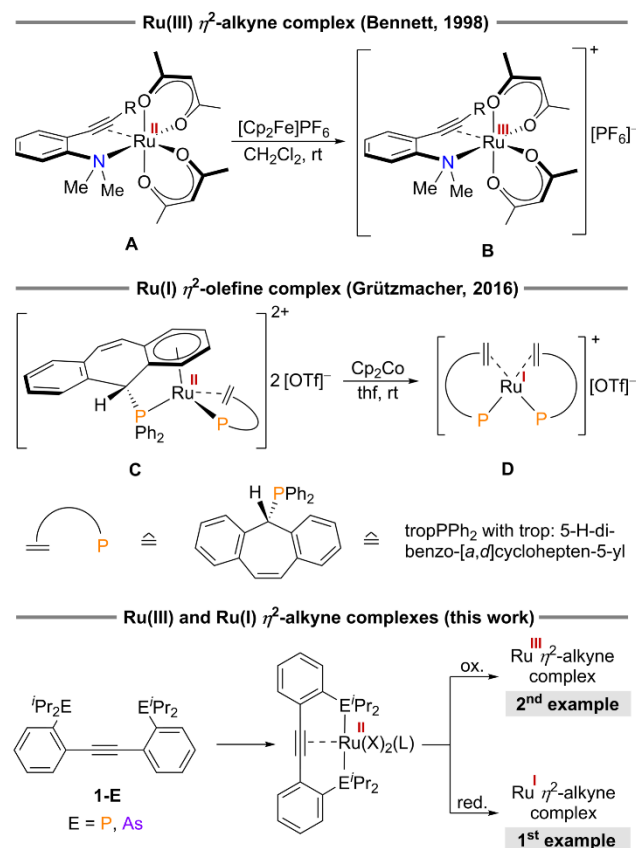 Ru(III) η²-alkyne complex (Bennett, 1998)
R
O
O
II
Ru
O
O
N
Me
Me
A
[Cp₂Fe]PF₆
CH₂Cl₂, rt
+
R
O
O
III
Ru
O
O
N
Me
Me
[PF₆]⁻
B
Ru(I) η²-olefine complex (Grützmacher, 2016)
2+
II
Ru
H
P
Ph₂
P
2 [OTf]⁻
C
Cp₂Co
thf, rt
+
I
Ru
P
P
[OTf]⁻
D
P
≙
H
PPh₂
≙
tropPPh₂ with trop: 5-H-di-
benzo-[a,d]cyclohepten-5-yl
Ru(III) and Ru(I) η²-alkyne complexes (this work)
ⁱPr₂E
EⁱPr₂
1-E
E = P, As
EⁱPr₂
II
Ru(X)₂(L)
EⁱPr₂
ox.
Ruᴵᴵᴵ η²-alkyne
complex
2nd example
red.
Ruᴵ η²-alkyne
complex
1st example